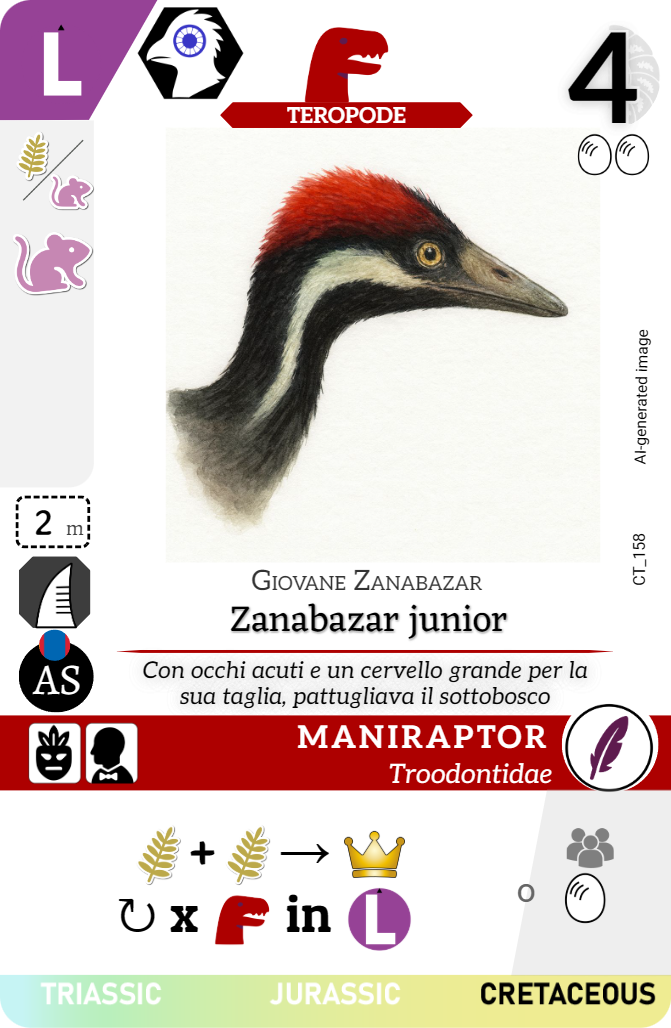 L
TEROPODE
4
AI-generated image
2 m
CT_158
AS
Giovane Zanabazar
Zanabazar junior
Con occhi acuti e un cervello grande per la
sua taglia, pattugliava il sottobosco
MANIRAPTOR
Troodontidae
+ →
↻ x in L
o
TRIASSIC JURASSIC CRETACEOUS